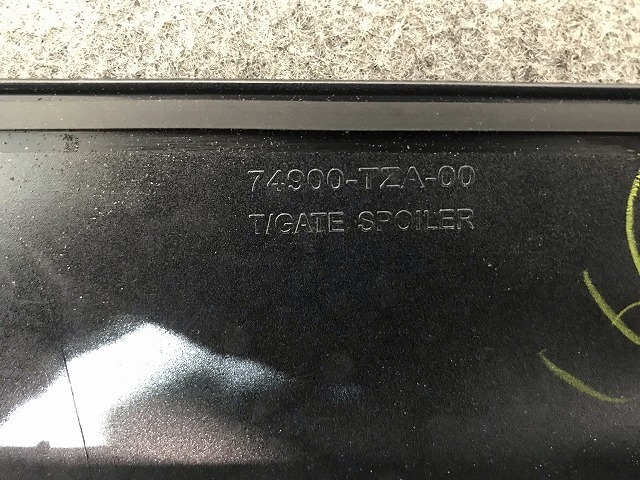 74900-TZA-00
T/GATE SPOILER